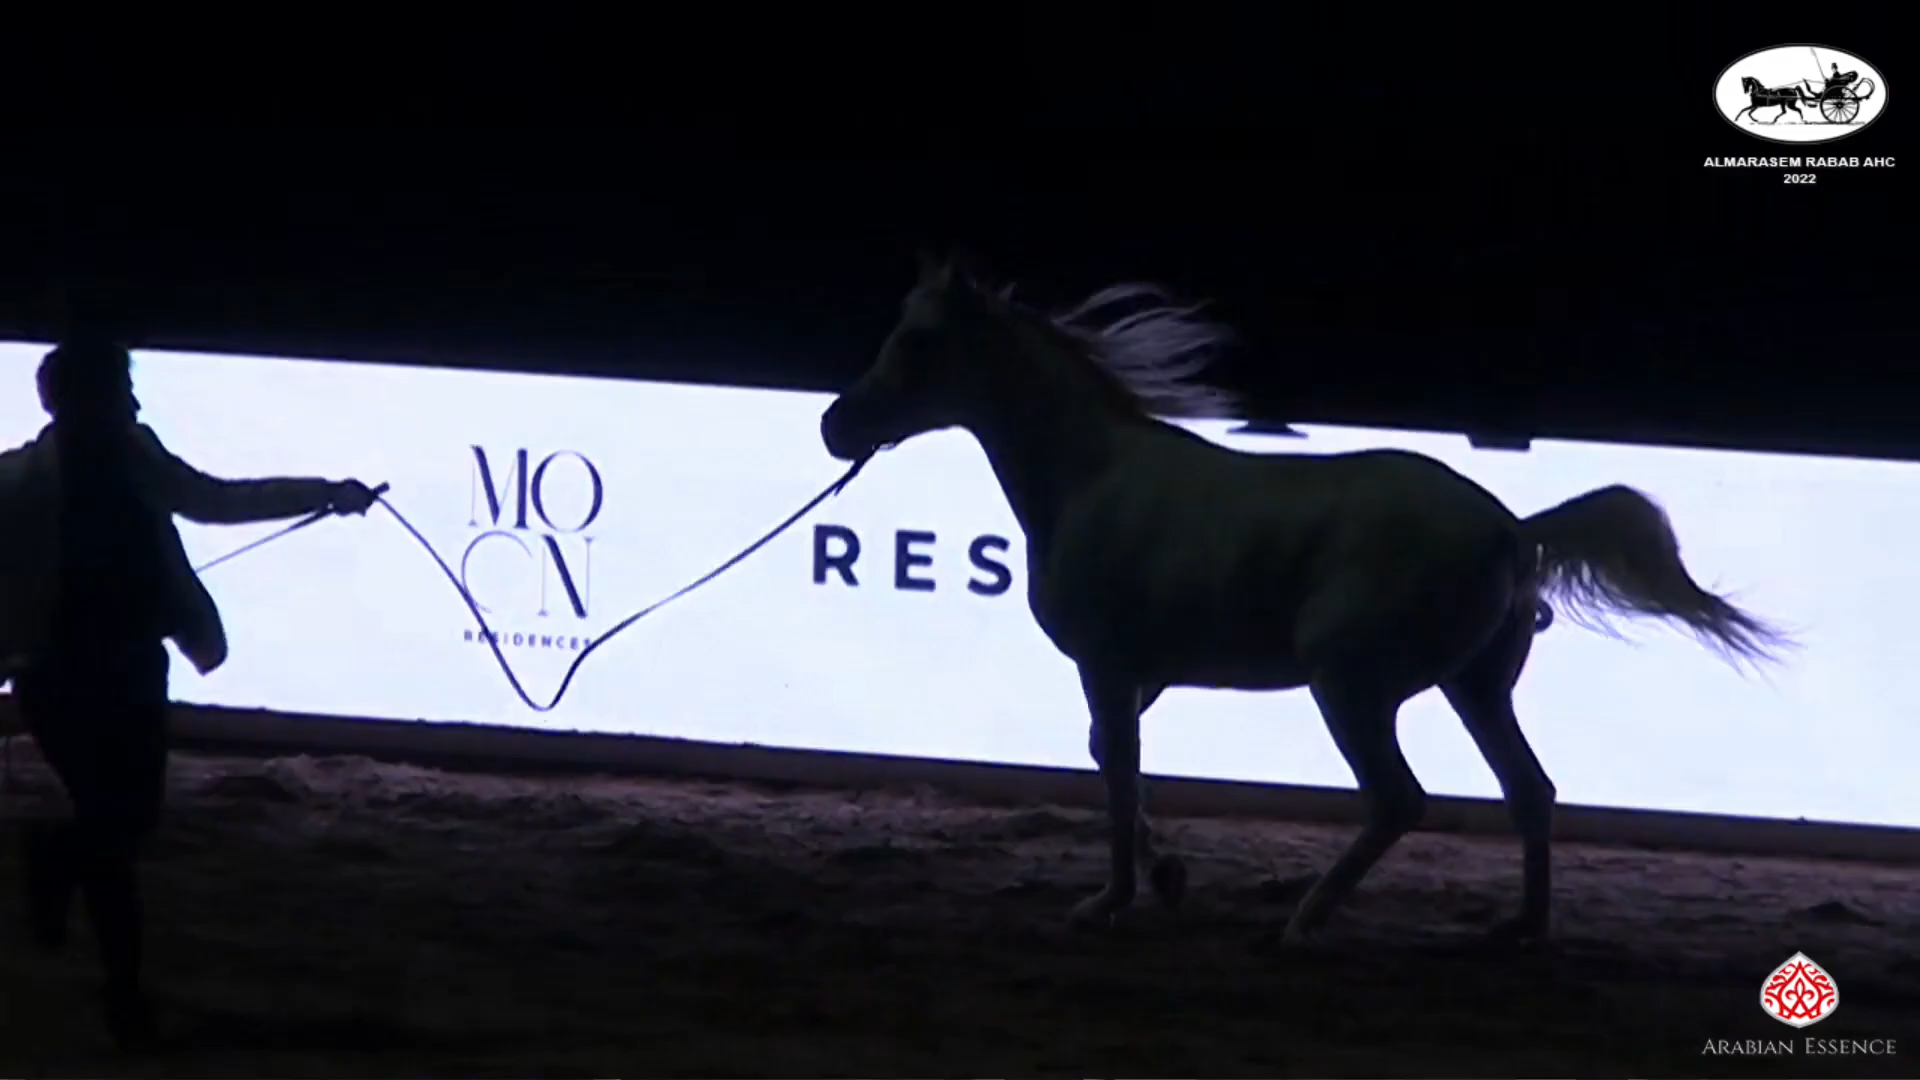 ALMARASEM RABAB AHC
2022
MO
ON
RESIDENCES
RES
ARABIAN ESSENCE